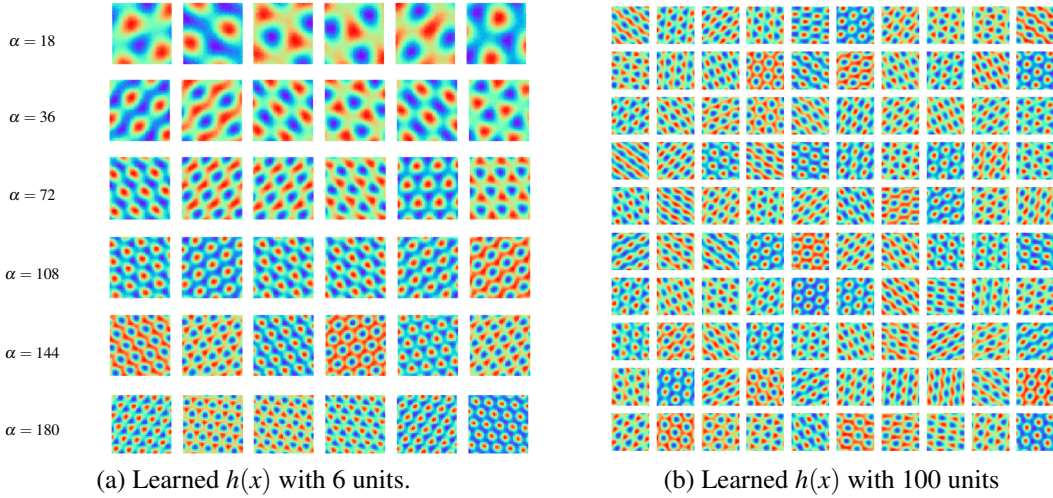 α = 18
α = 36
α = 72
α = 108
α = 144
α = 180
(a) Learned h(x) with 6 units.
(b) Learned h(x) with 100 units